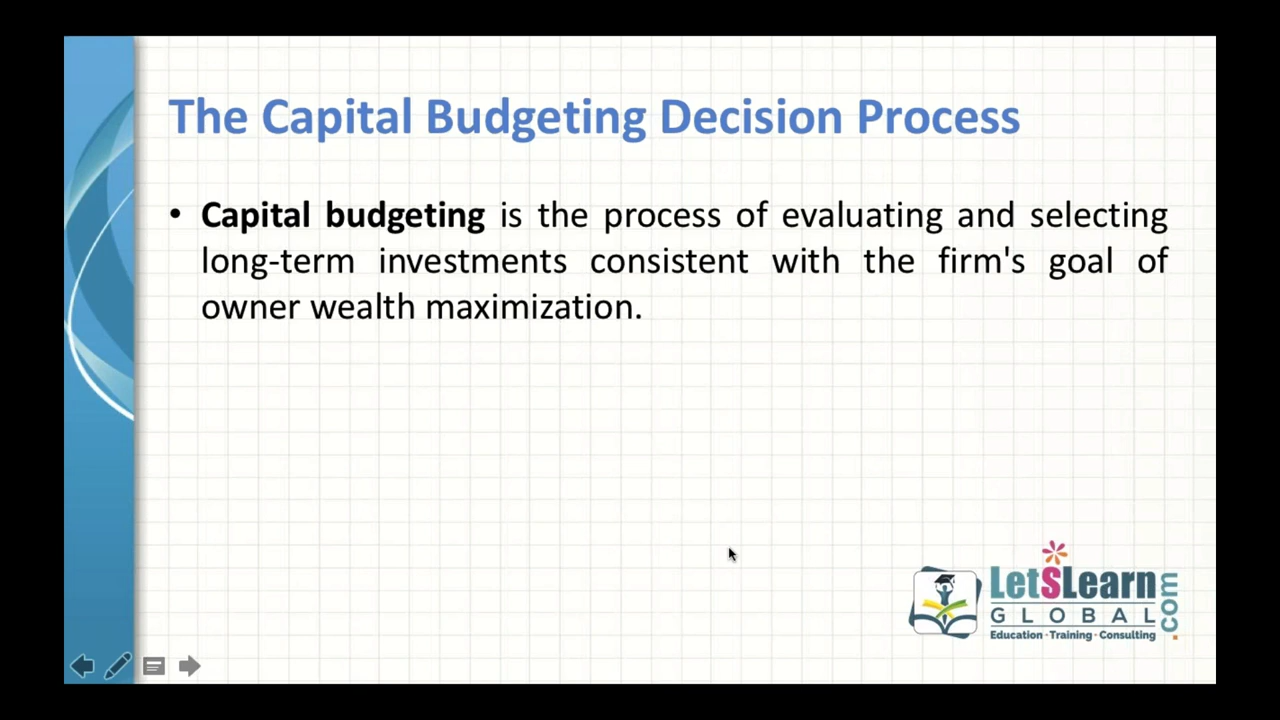 The Capital Budgeting Decision Process
• Capital budgeting is the process of evaluating and selecting
long-term investments consistent with the firm's goal of
owner wealth maximization.
LetSLearn
GLOBAL
.com
Education · Training · Consulting